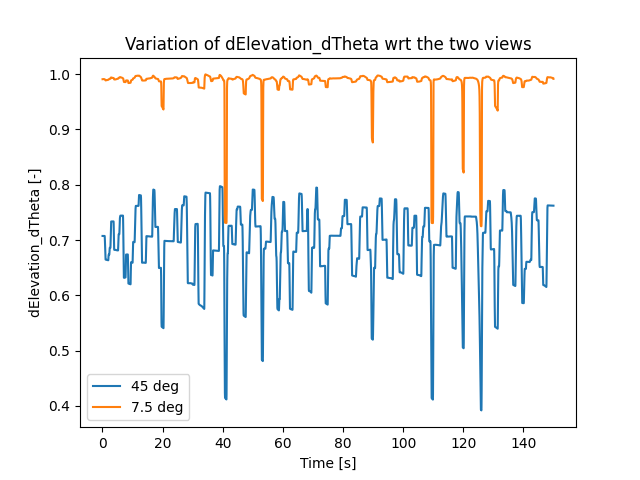 Variation of dElevation_dTheta wrt the two views
dElevation_dTheta [-]
1.0
0.9
0.8
0.7
0.6
0.5
0.4
45 deg
7.5 deg
0 20 40 60 80 100 120 140
Time [s]